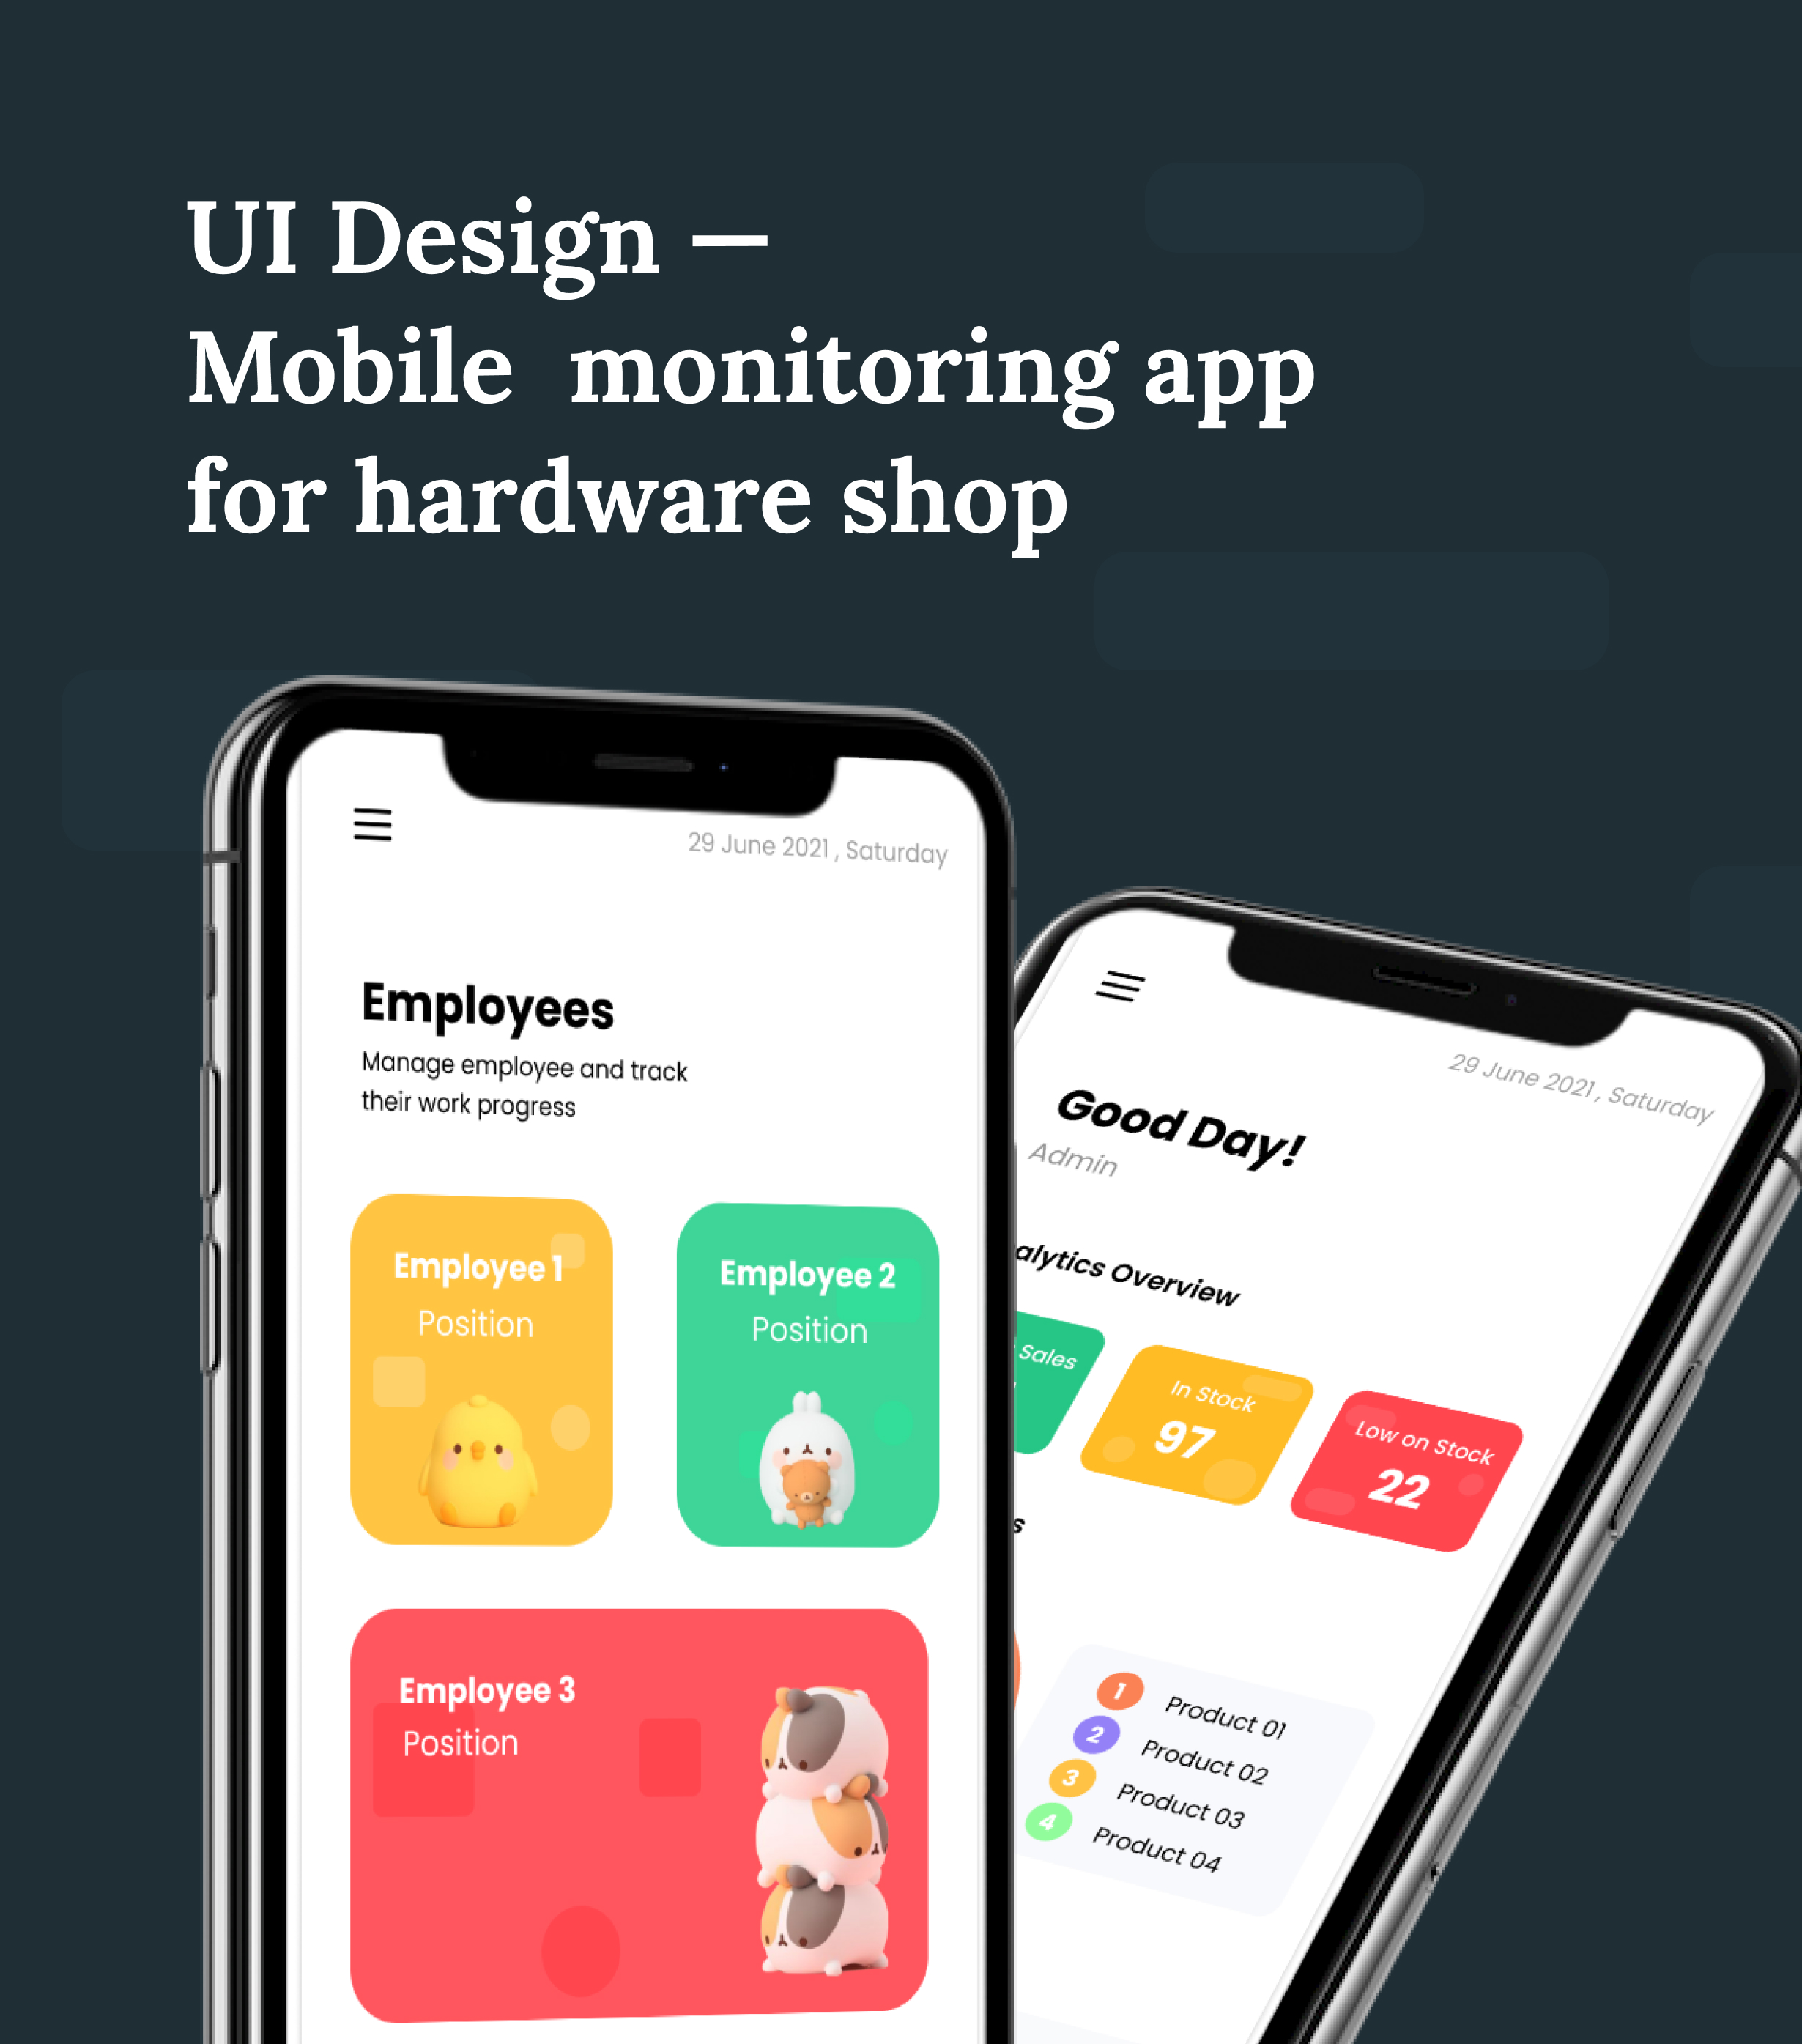 UI Design —
Mobile  monitoring app
for hardware shop
29 June 2021 , Saturday
Employees
Manage employee and track
their work progress
Employee 1
Position
Employee 2
Position
Employee 3
Position
29 June 2021 , Saturday
Good Day!
Admin
Overview
Sales
In Stock
97
Low on Stock
22
1 Product 01
2 Product 02
3 Product 03
4 Product 04